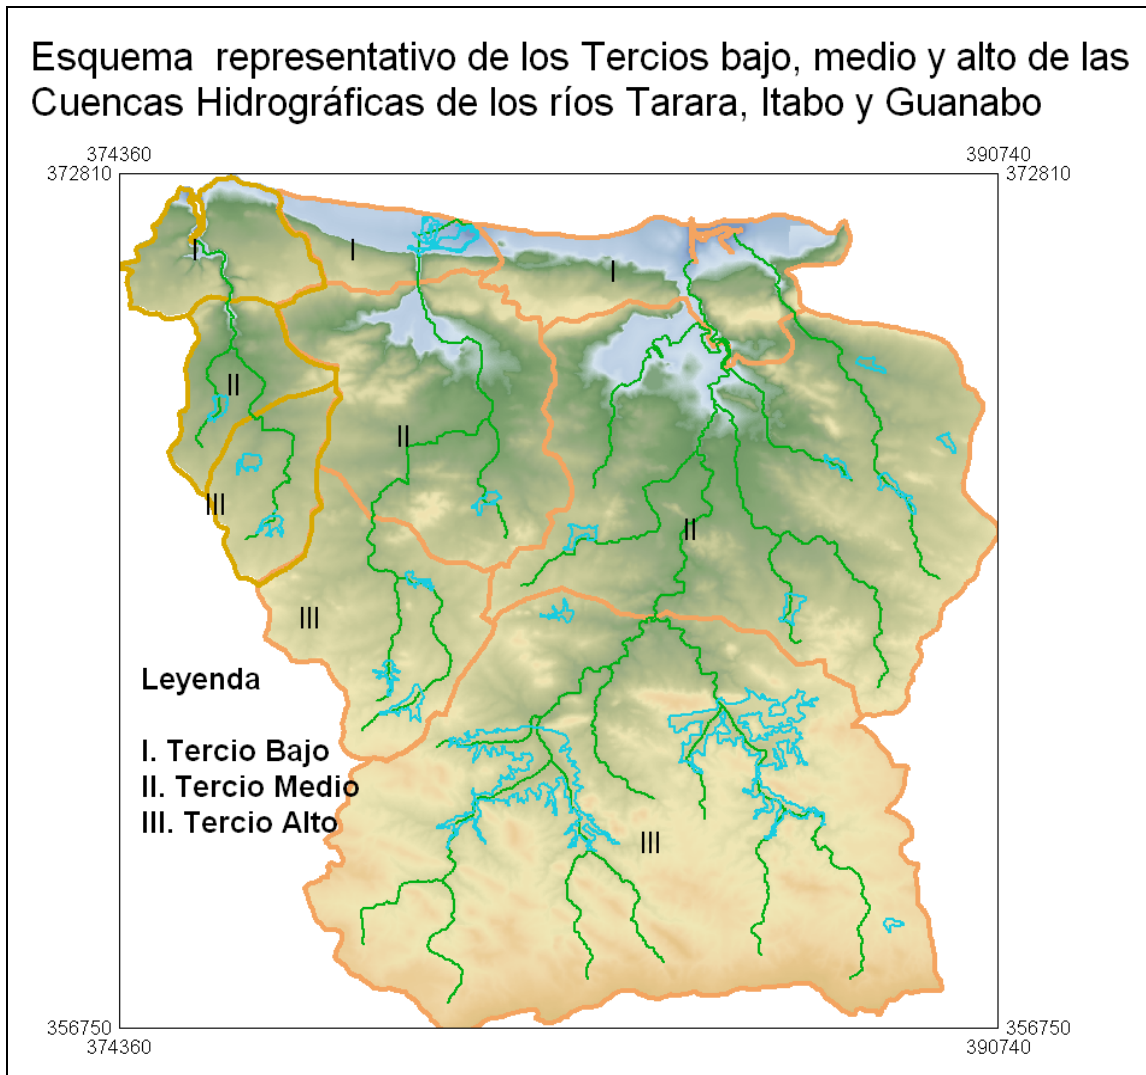 Esquema  representativo de los Tercios bajo, medio y alto de las
Cuencas Hidrográficas de los ríos Tarara, Itabo y Guanabo
374360
390740
372810
372810
I
I
I
II
II
III
II
III
III
Leyenda
I. Tercio Bajo
II. Tercio Medio
III. Tercio Alto
356750
356750
374360
390740